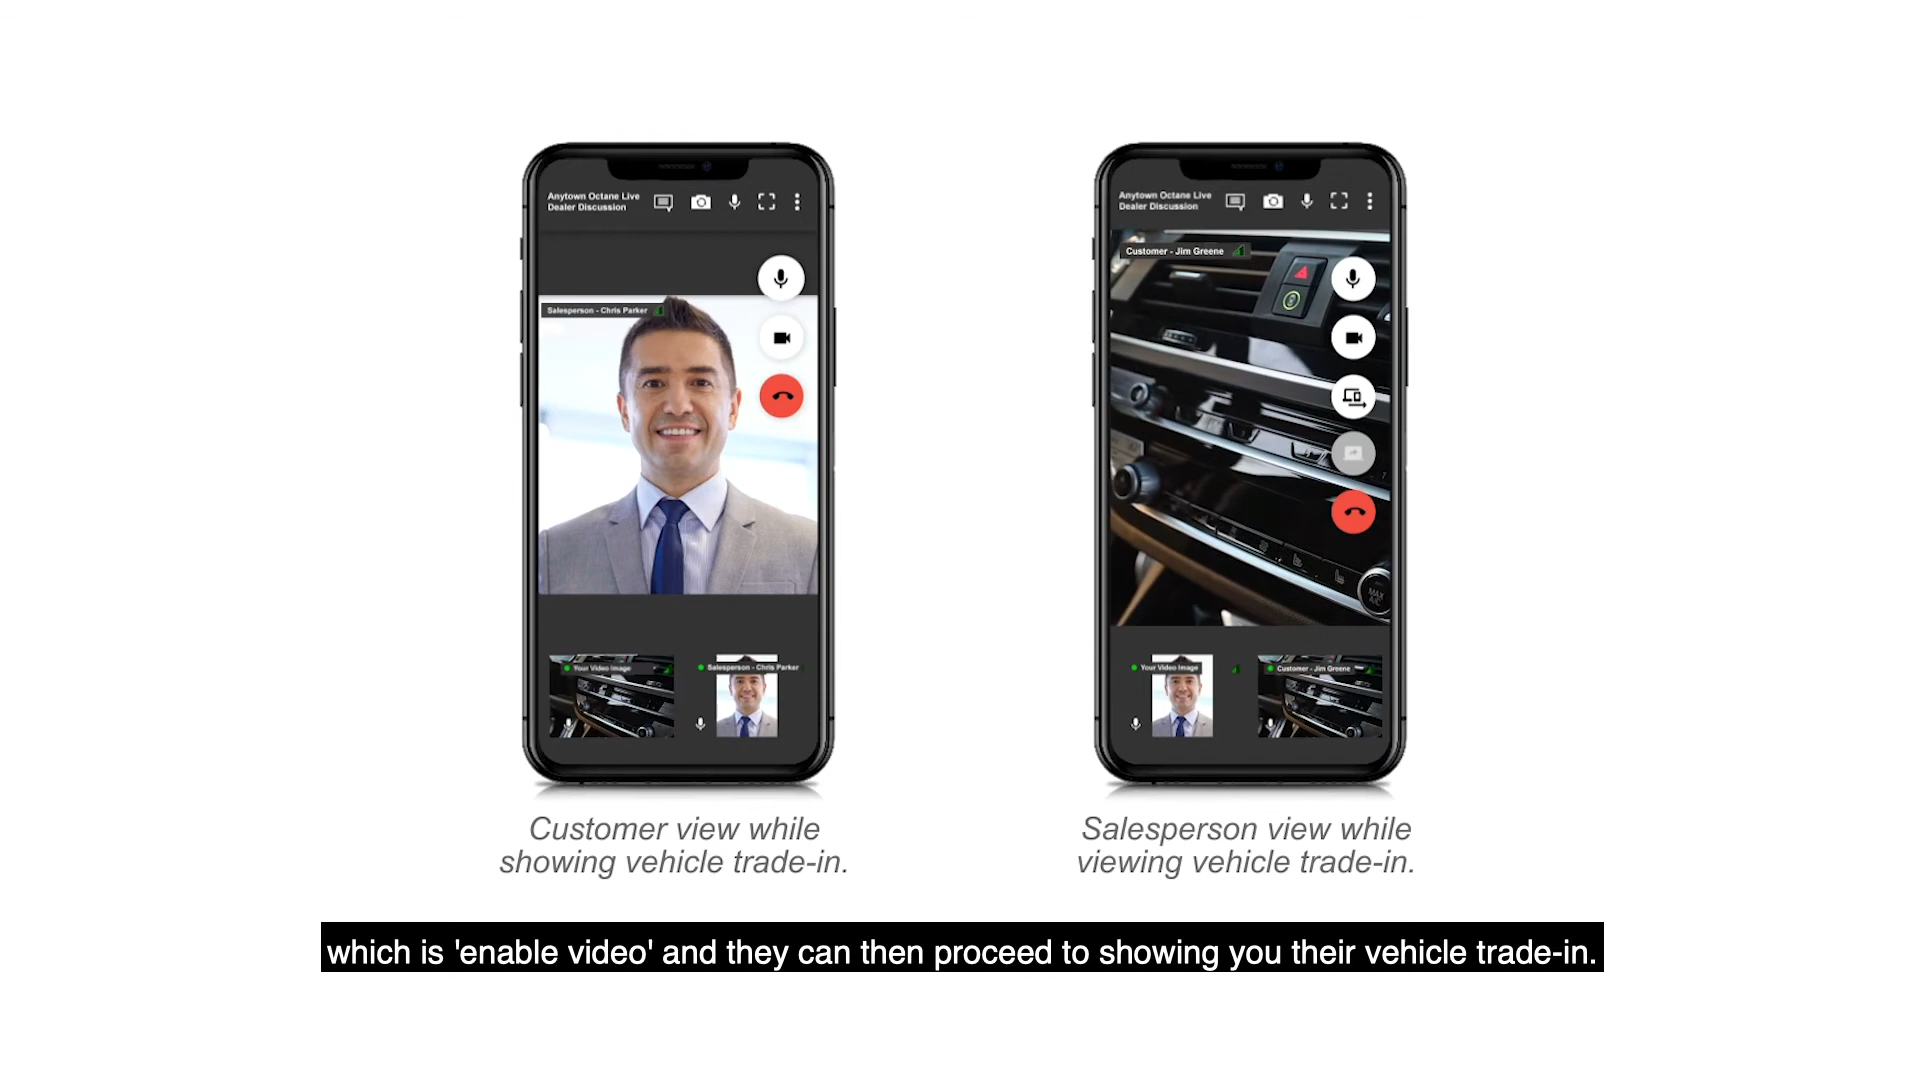 Anytown Octane Live
Dealer Discussion
Salesperson - Chris Parker
Your Video Image
Salesperson - Chris Parker
Customer view while
showing vehicle trade-in.
Anytown Octane Live
Dealer Discussion
Customer - Jim Greene
MAX
A/C
Your Video Image
Customer - Jim Greene
Salesperson view while
viewing vehicle trade-in.
which is 'enable video' and they can then proceed to showing you their vehicle trade-in.